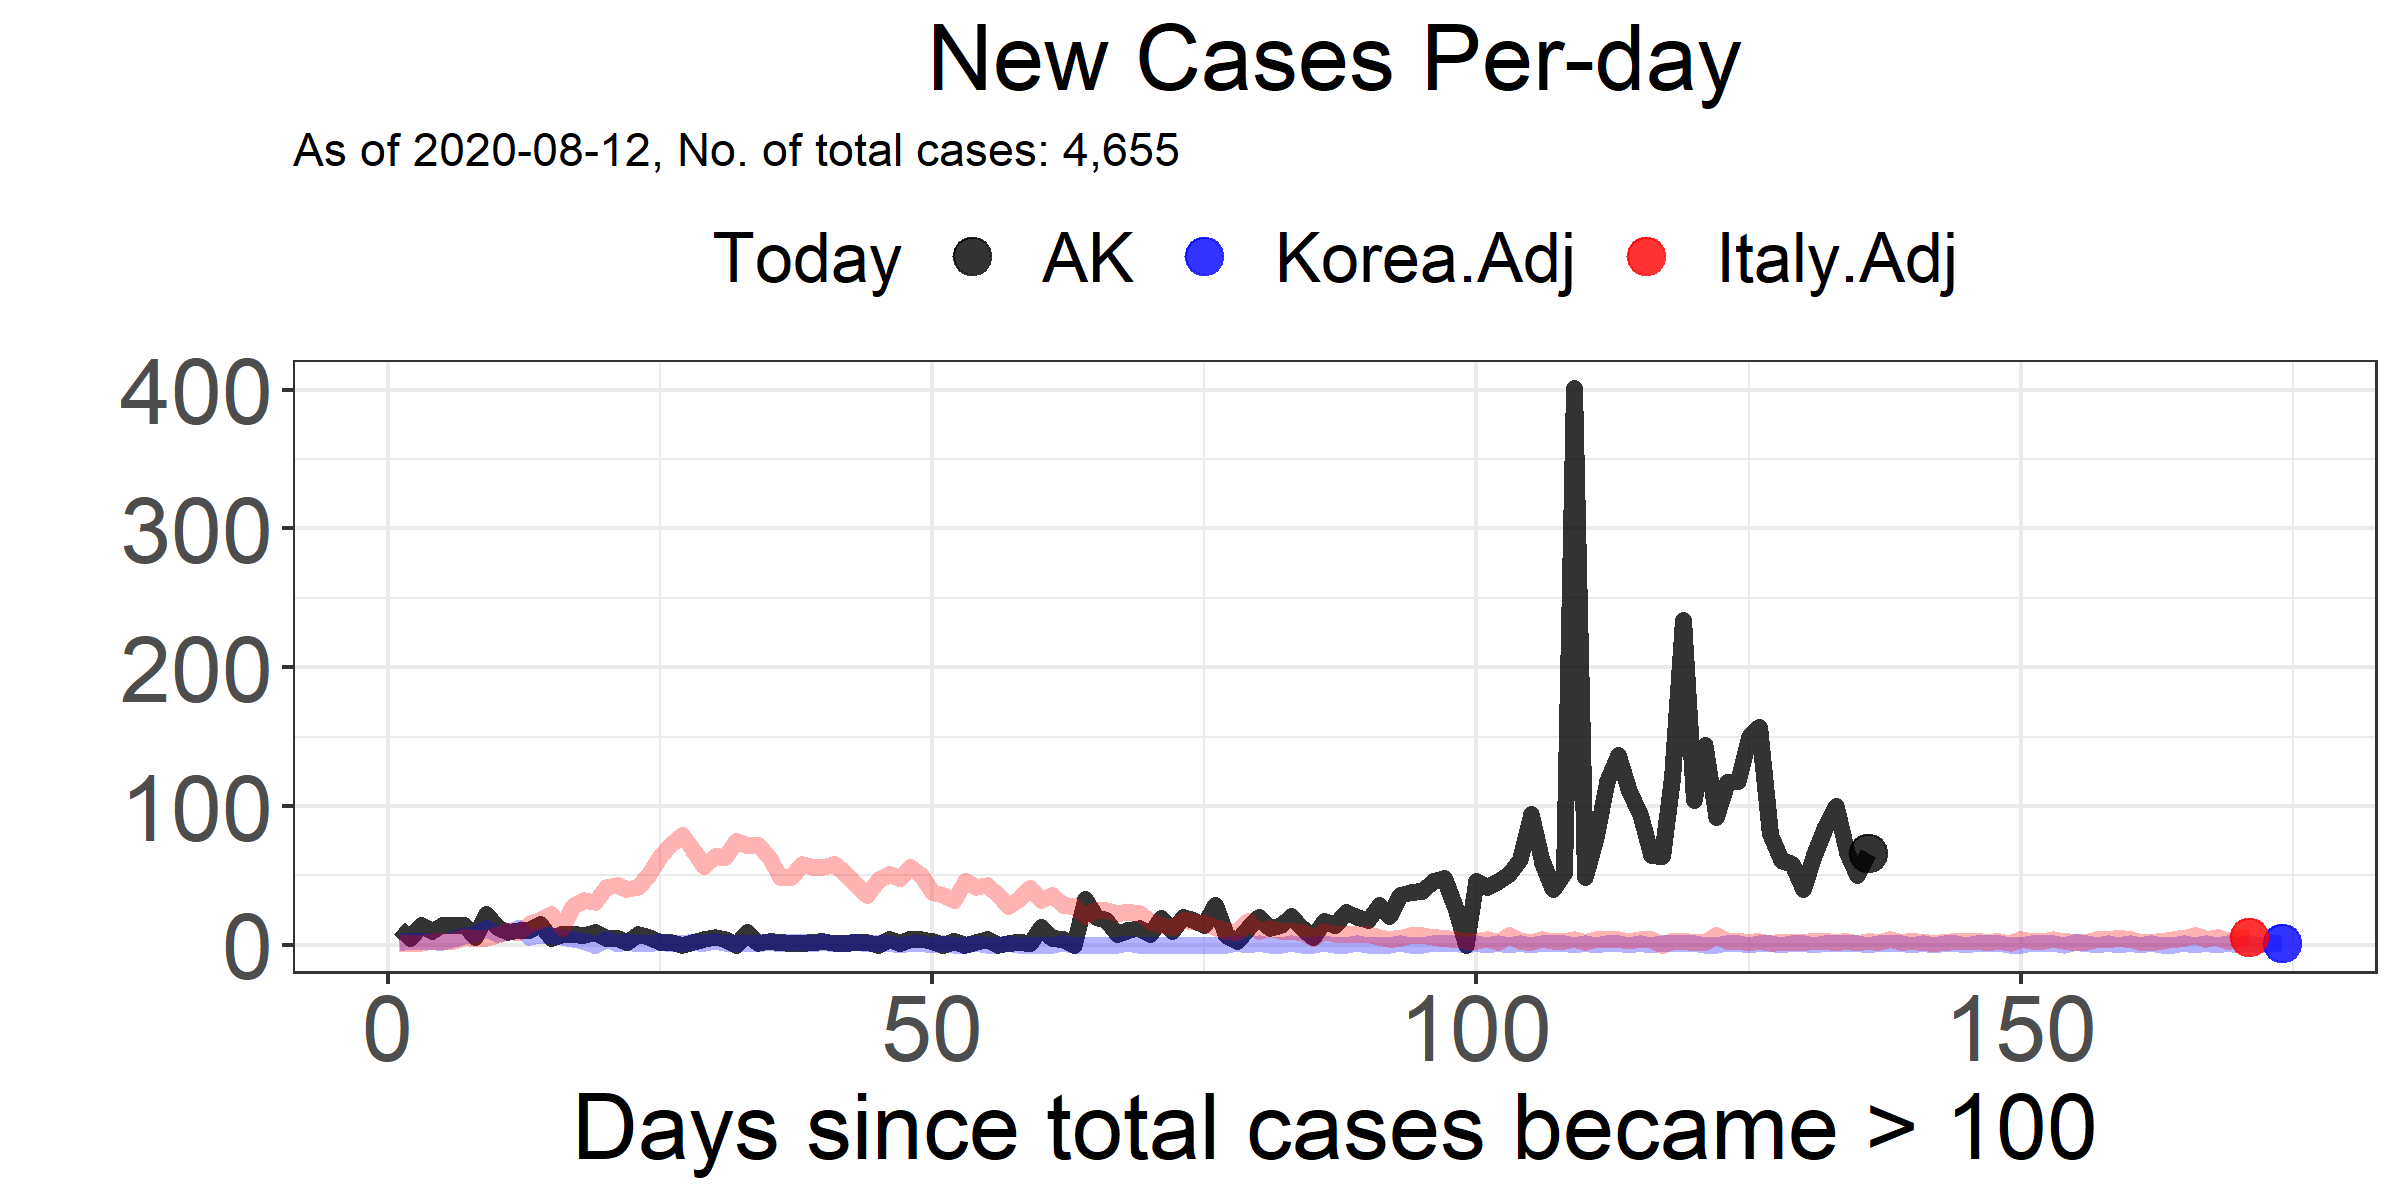 New Cases Per-day
As of 2020-08-12, No. of total cases: 4,655
Today AK Korea.Adj Italy.Adj
400
300
200
100
0
0 50 100 150
Days since total cases became > 100